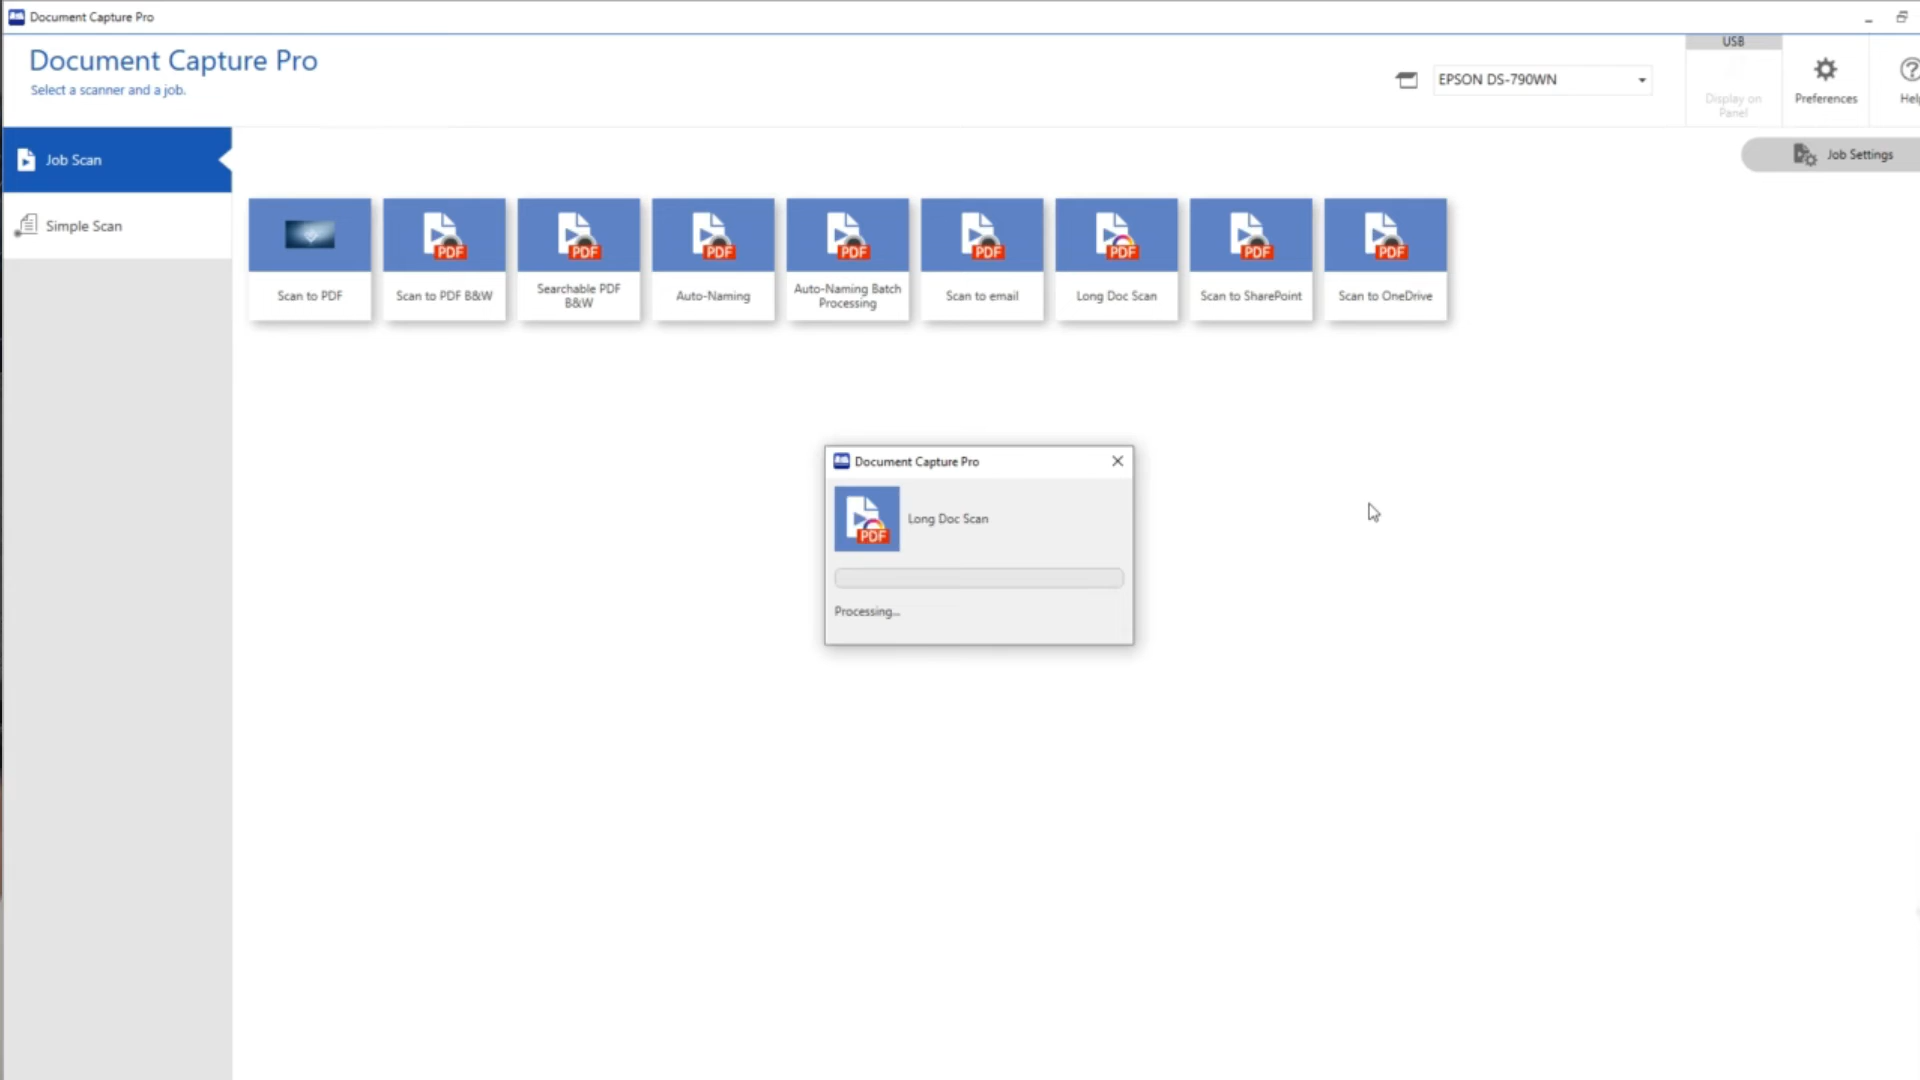 Document Capture Pro
Document Capture Pro
Select a scanner and a job.
EPSON DS-790WN
USB
Display on
Panel
Preferences
Job Scan
Simple Scan
Job Settings
PDF
PDF
PDF
PDF
PDF
PDF
PDF
PDF
Scan to PDF
Scan to PDF B&W
Searchable PDF
B&W
Auto-Naming
Auto-Naming Batch
Processing
Scan to email
Long Doc Scan
Scan to SharePoint
Scan to OneDrive
Document Capture Pro
PDF
Long Doc Scan
Processing...